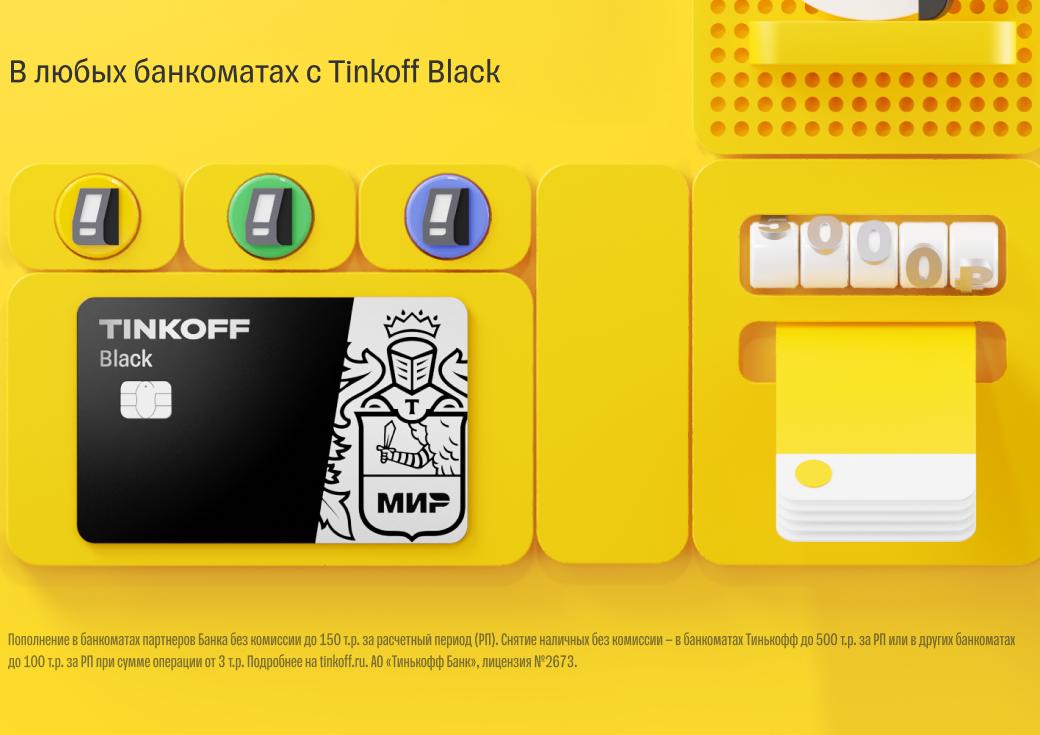 В любых банкоматах с Tinkoff Black
5000₽
TINKOFF
Black
Т
МИР
Пополнение в банкоматах партнеров Банка без комиссии до 150 т.р. за расчетный период (РП). Снятие наличных без комиссии – в банкоматах Тинькофф до 500 т.р. за РП или в других банкоматах
до 100 т.р. за РП при сумме операции от 3 т.р. Подробнее на tinkoff.ru. АО «Тинькофф Банк», лицензия №2673.